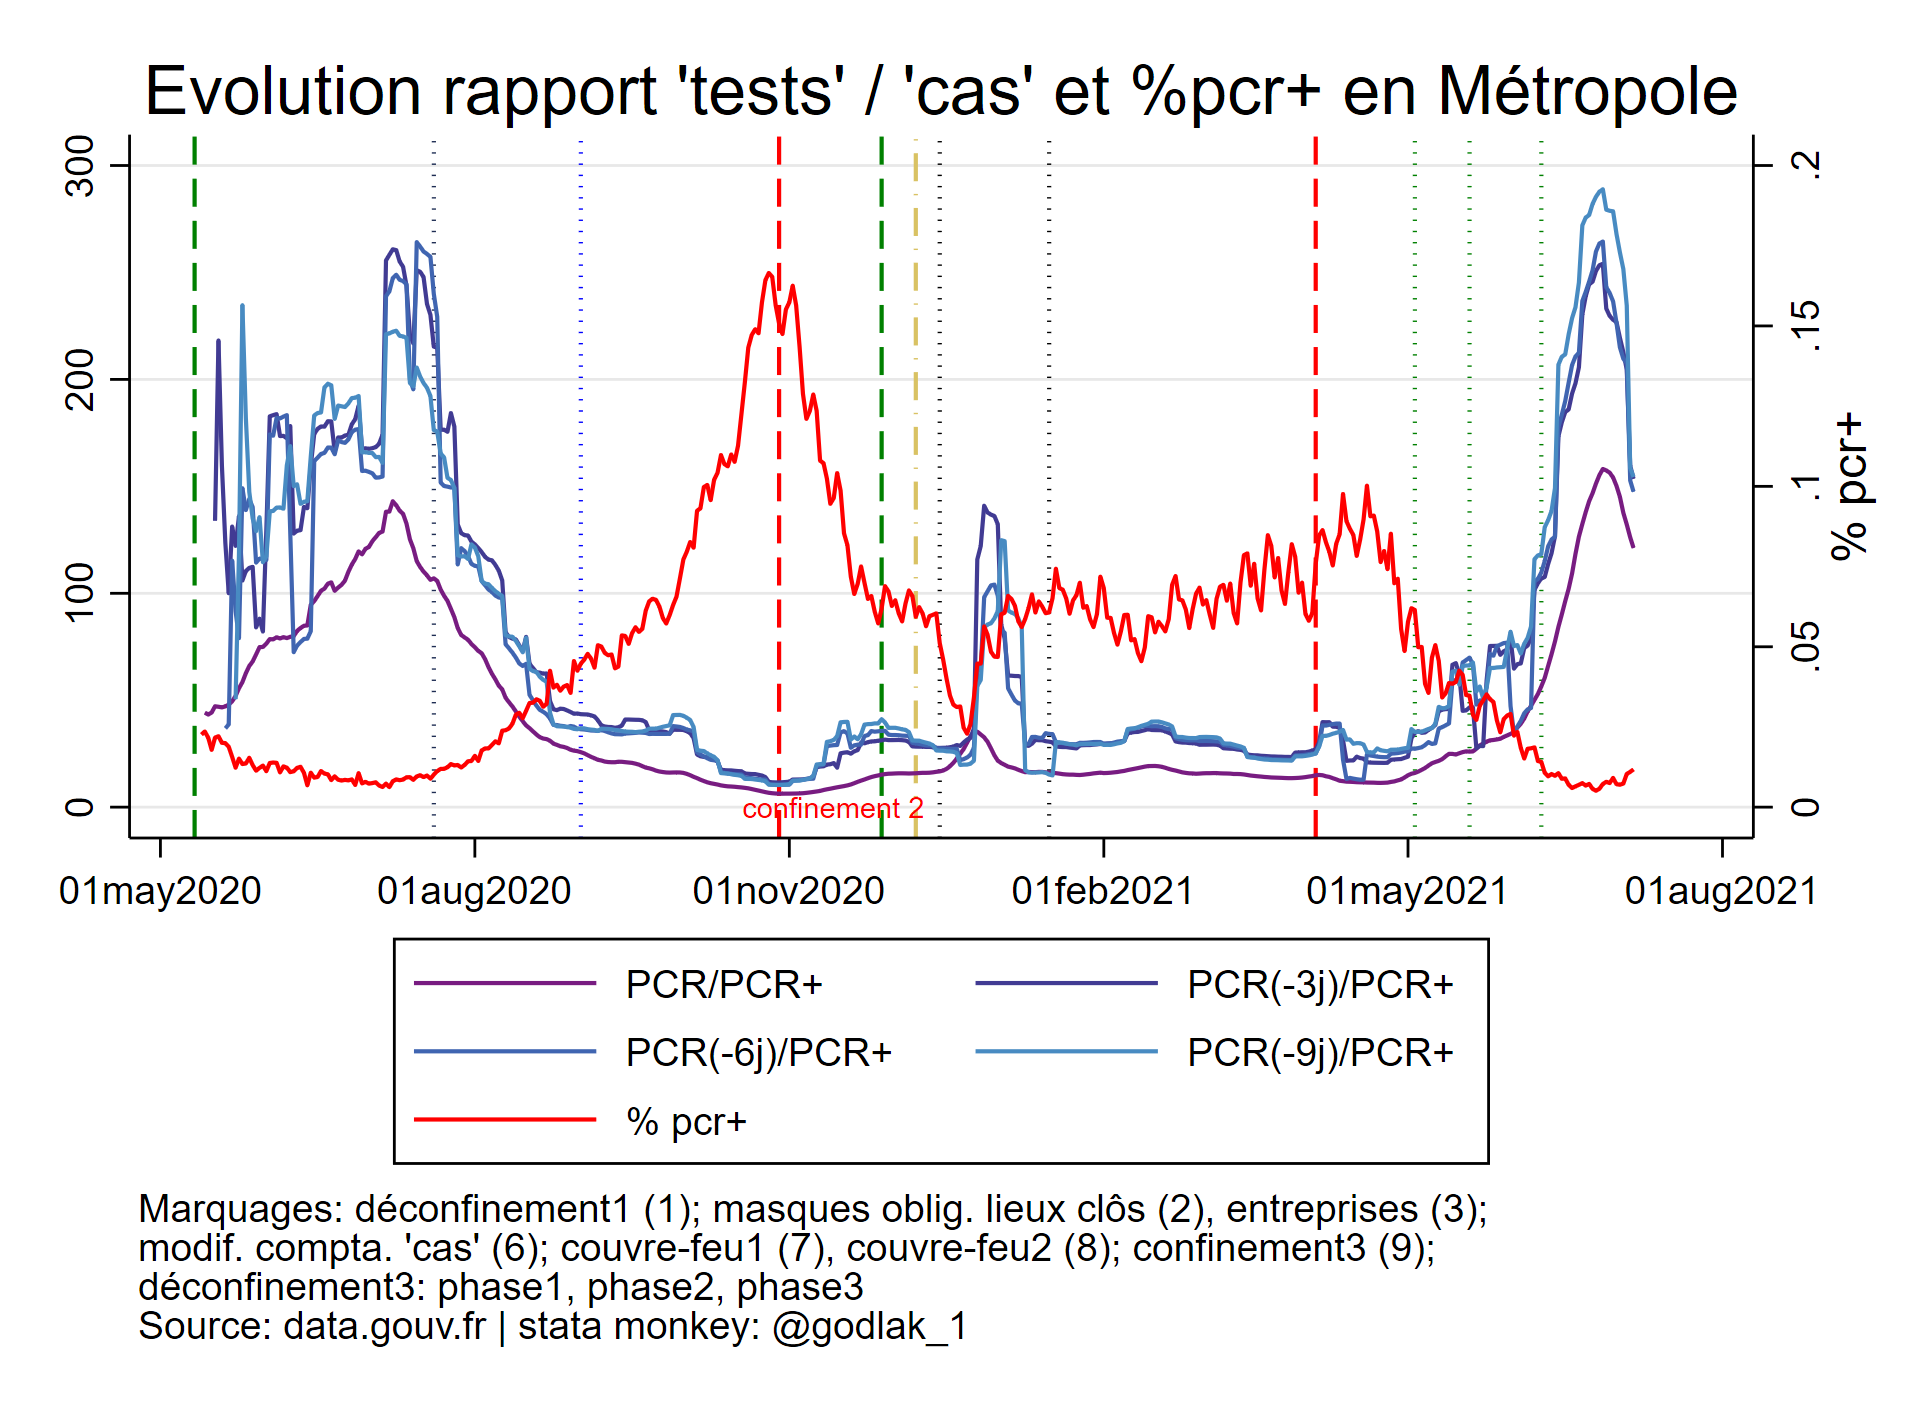 Evolution rapport 'tests' / 'cas' et %pcr+ en Métropole
300
200
100
0
.2
.15
.1
.05
0
% pcr+
confinement 2
01may2020
01aug2020
01nov2020
01feb2021
01may2021
01aug2021
PCR/PCR+
PCR(-3j)/PCR+
PCR(-6j)/PCR+
PCR(-9j)/PCR+
% pcr+
Marquages: déconfinement1 (1); masques oblig. lieux clôs (2), entreprises (3);
modif. compta. 'cas' (6); couvre-feu1 (7), couvre-feu2 (8); confinement3 (9);
déconfinement3: phase1, phase2, phase3
Source: data.gouv.fr | stata monkey: @godlak_1